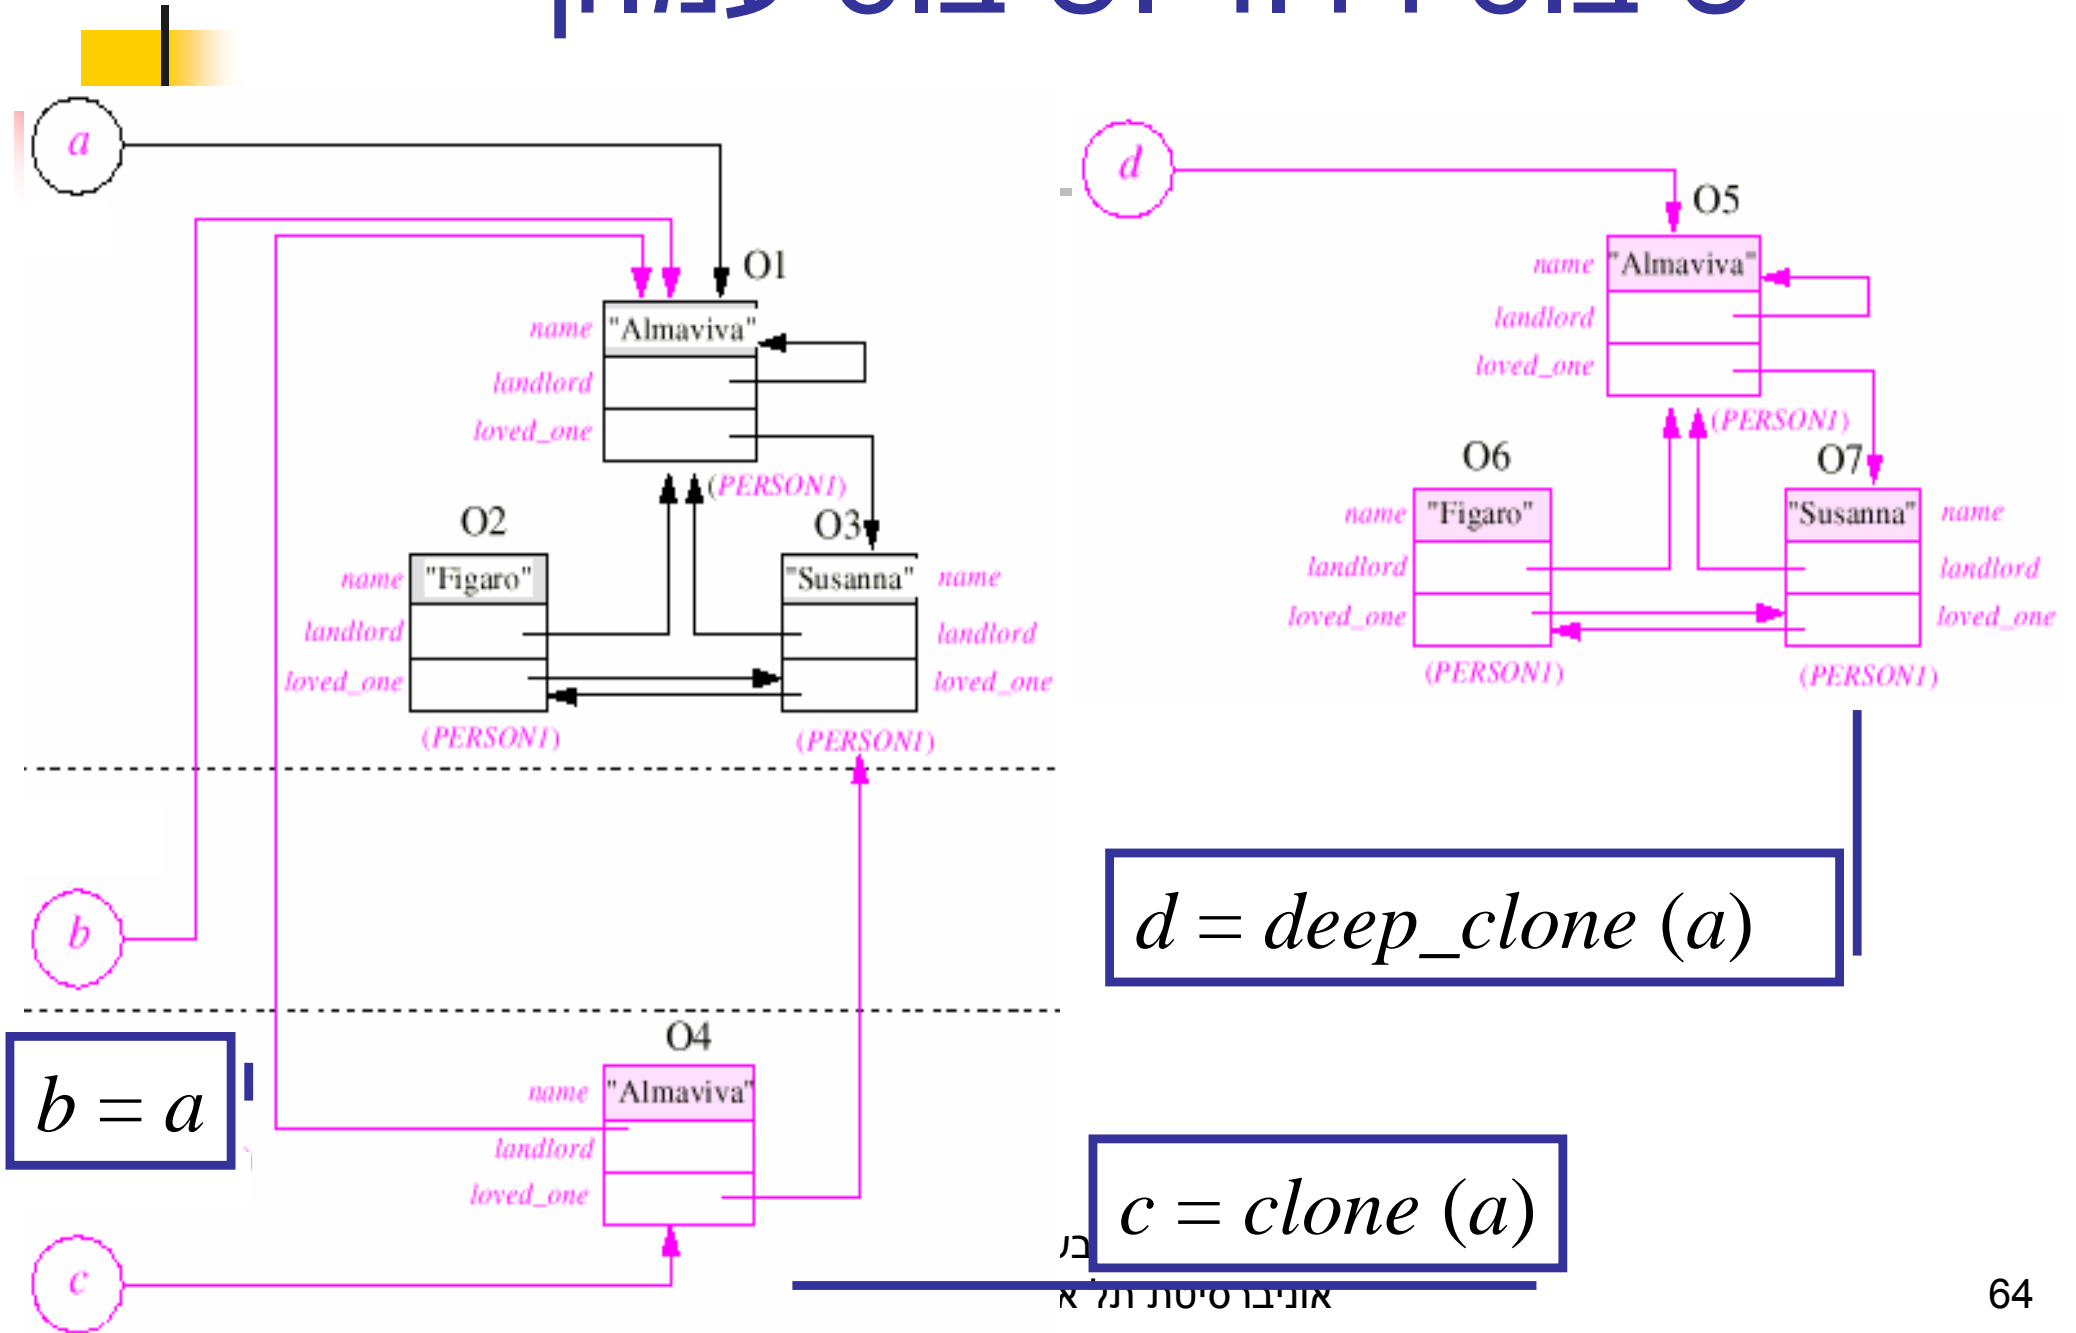 a
O1
name "Almaviva"
landlord
loved_one
(PERSON1)
O2
O3
name "Figaro"
"Susanna" name
landlord
landlord
loved_one
loved_one
(PERSON1)
(PERSON1)
d
O5
name "Almaviva"
landlord
loved_one
(PERSON1)
O6
O7
name "Figaro"
"Susanna" name
landlord
landlord
loved_one
loved_one
(PERSON1)
(PERSON1)
b
d = deep_clone (a)
b = a
O4
name "Almaviva"
landlord
loved_one
c
c = clone (a)
אוניברסיטת תל א
64